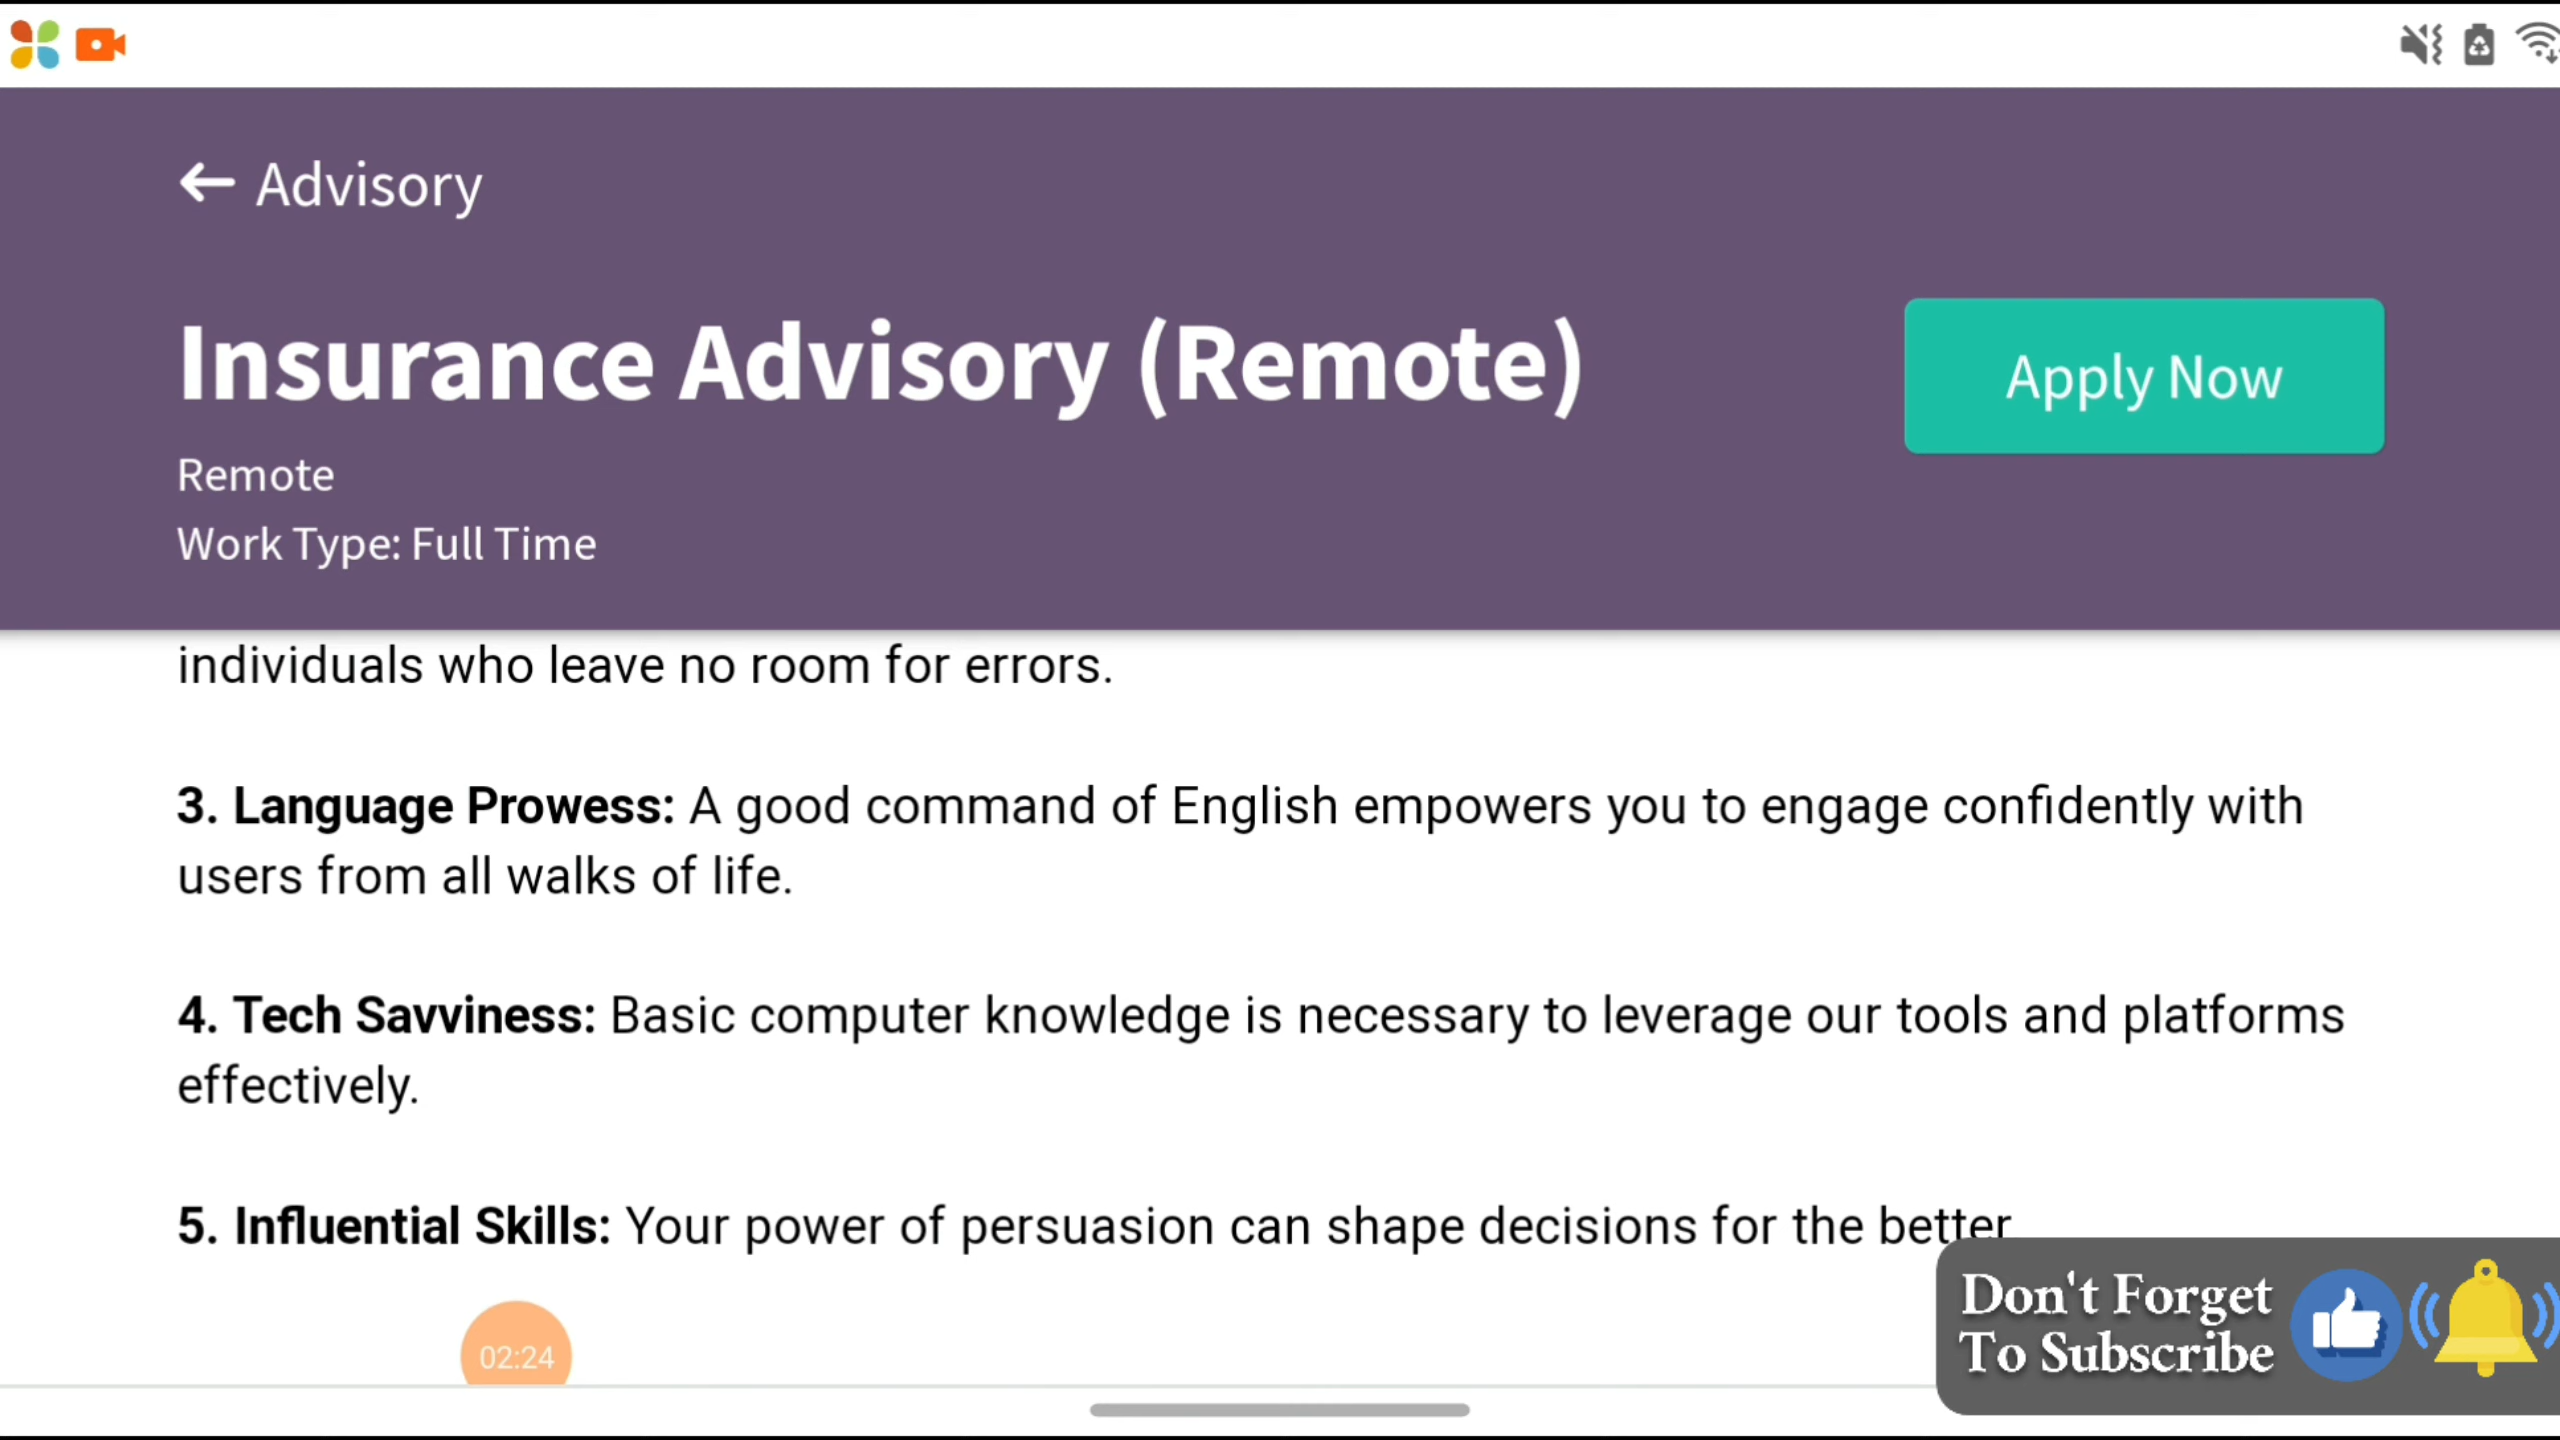 ← Advisory
Insurance Advisory (Remote)
Apply Now
Remote
Work Type: Full Time
individuals who leave no room for errors.
3. Language Prowess: A good command of English empowers you to engage confidently with
users from all walks of life.
4. Tech Savviness: Basic computer knowledge is necessary to leverage our tools and platforms
effectively.
5. Influential Skills: Your power of persuasion can shape decisions for the better
02:24
Don't Forget
To Subscribe